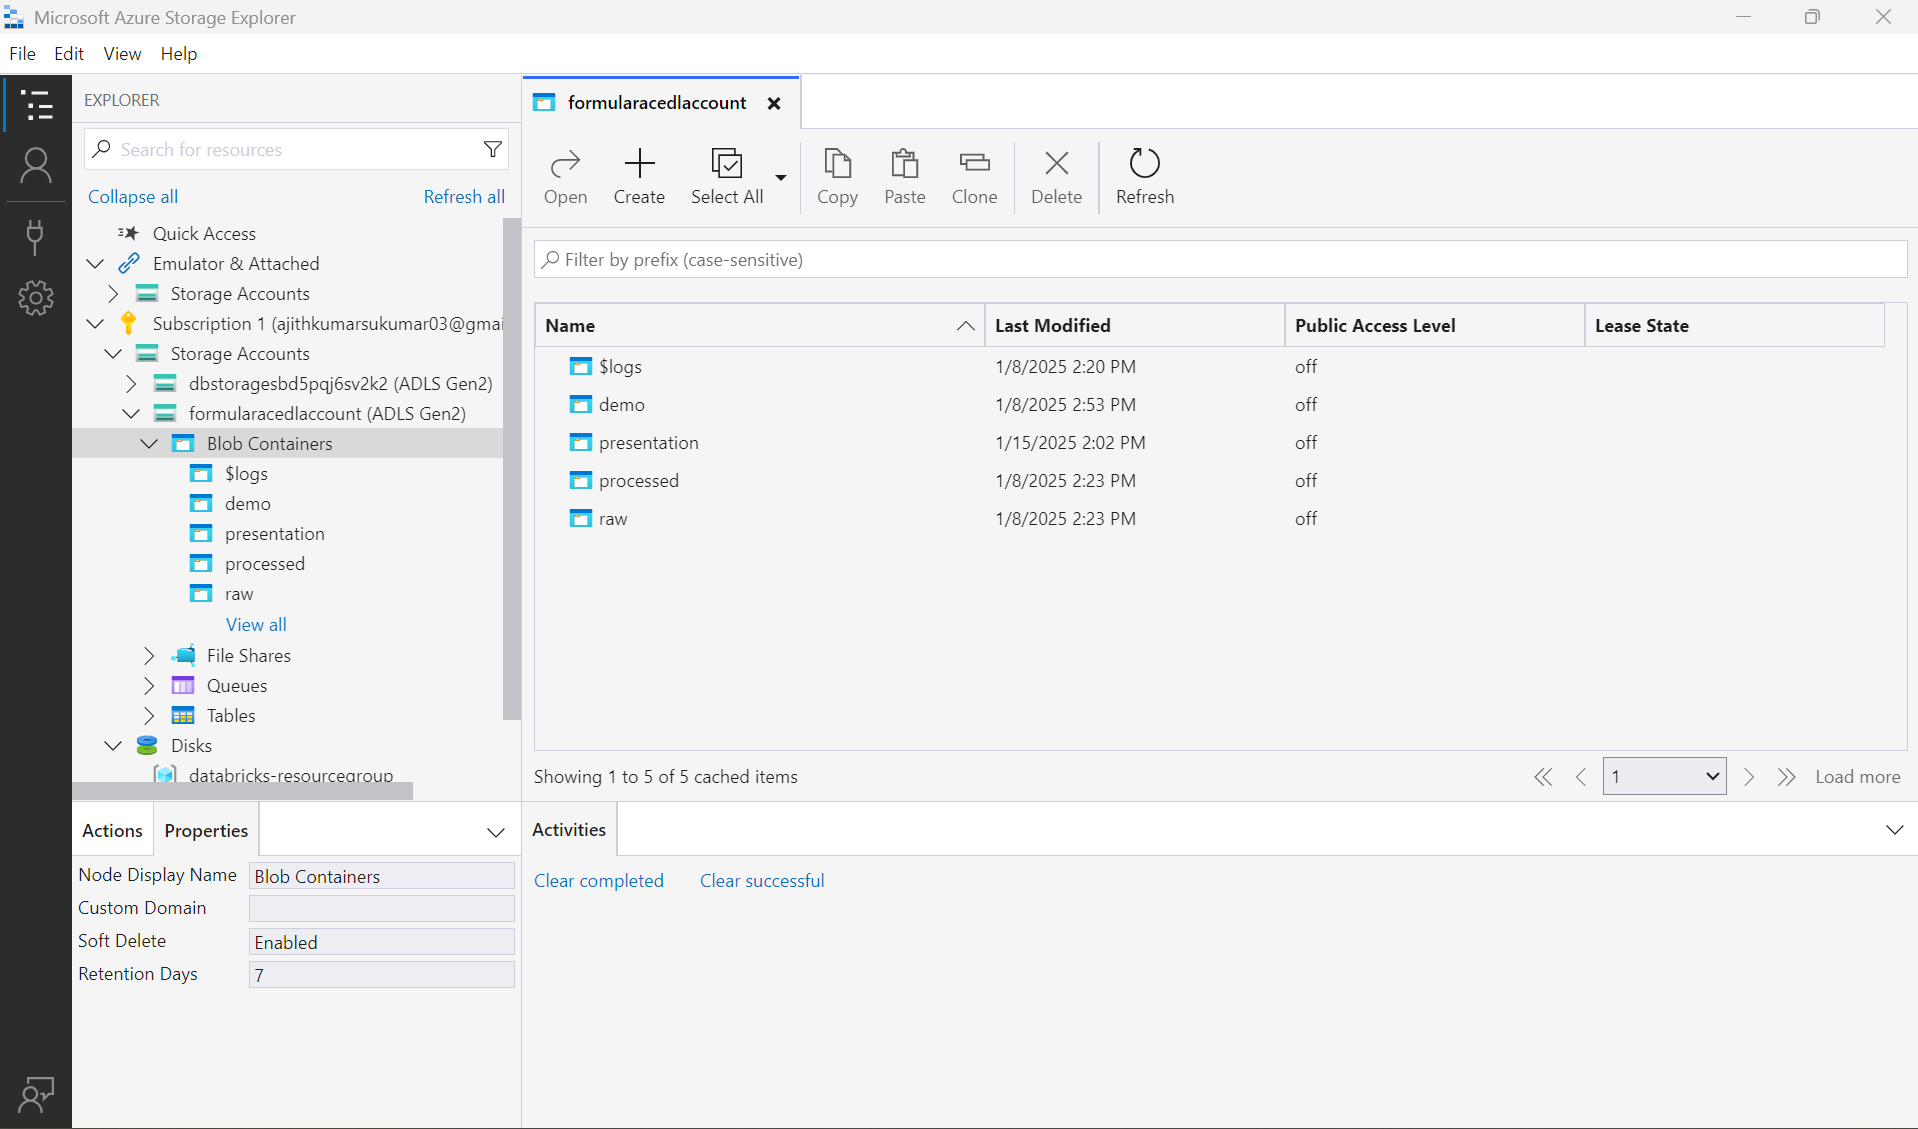 Microsoft Azure Storage Explorer
File Edit View Help
EXPLORER
Search for resources
Collapse all Refresh all
Quick Access
Emulator & Attached
Storage Accounts
Subscription 1 (ajithkumarsukumar03@gmai
Storage Accounts
dbstoragesbd5pqj6sv2k2 (ADLS Gen2)
formularacedlaccount (ADLS Gen2)
Blob Containers
$logs
demo
presentation
processed
raw
View all
File Shares
Queues
Tables
Disks
databricks-resourcegroup
Actions Properties
Node Display Name Blob Containers
Custom Domain
Soft Delete Enabled
Retention Days 7
formularacedlaccount
Open Create Select All Copy Paste Clone Delete Refresh
Filter by prefix (case-sensitive)
Name Last Modified Public Access Level Lease State
$logs 1/8/2025 2:20 PM off
demo 1/8/2025 2:53 PM off
presentation 1/15/2025 2:02 PM off
processed 1/8/2025 2:23 PM off
raw 1/8/2025 2:23 PM off
Showing 1 to 5 of 5 cached items 1 Load more
Activities
Clear completed Clear successful